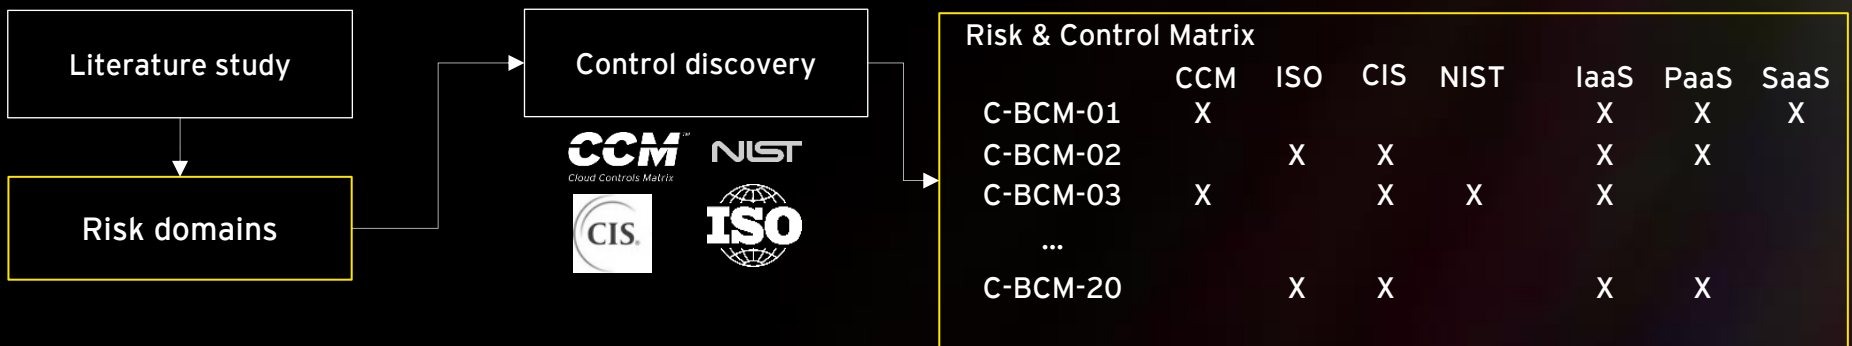 Literature study
Risk domains
Control discovery
CCM™
Cloud Controls Matrix
NIST
CIS.
ISO
Risk & Control Matrix
CCM ISO CIS NIST IaaS PaaS SaaS
C-BCM-01 X X X X
C-BCM-02 X X X X
C-BCM-03 X X X X
...
C-BCM-20 X X X X